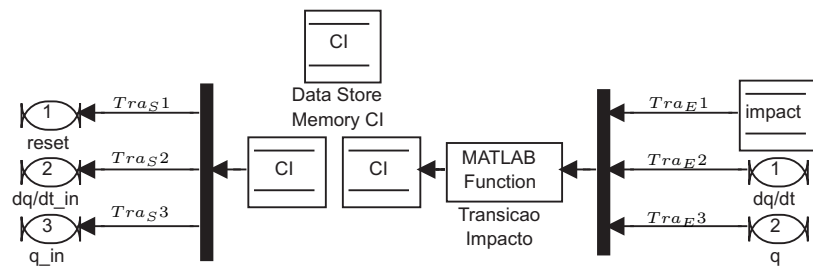 CI
Data Store
Memory CI
1
reset
Tra_S1
2
dq/dt_in
Tra_S2
3
q_in
Tra_S3
CI
CI
MATLAB
Function
Transicao
Impacto
Tra_E1
impact
Tra_E2
1
dq/dt
Tra_E3
2
q